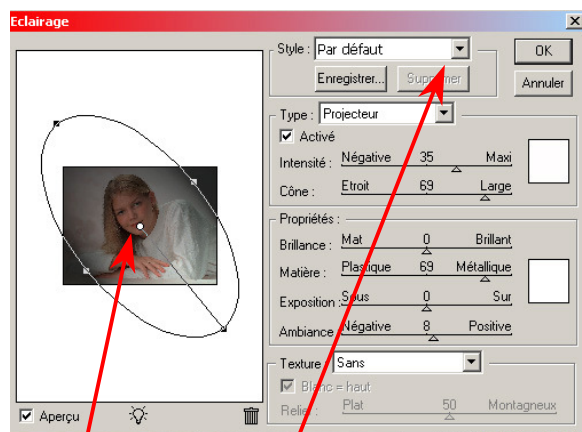 Eclairage
Style : Par défaut
OK
Enregistrer... Supprimer
Annuler
Type : Projecteur
Activé
Intensité : Négative 35 Maxi
Cône : Etroit 69 Large
Propriétés :
Brillance : Mat 0 Brillant
Matière : Plastique 69 Métallique
Exposition : Sous 0 Sur
Ambiance Négative 8 Positive
Texture : Sans
Blanc = haut
Relief : Plat 50 Montagneux
Aperçu